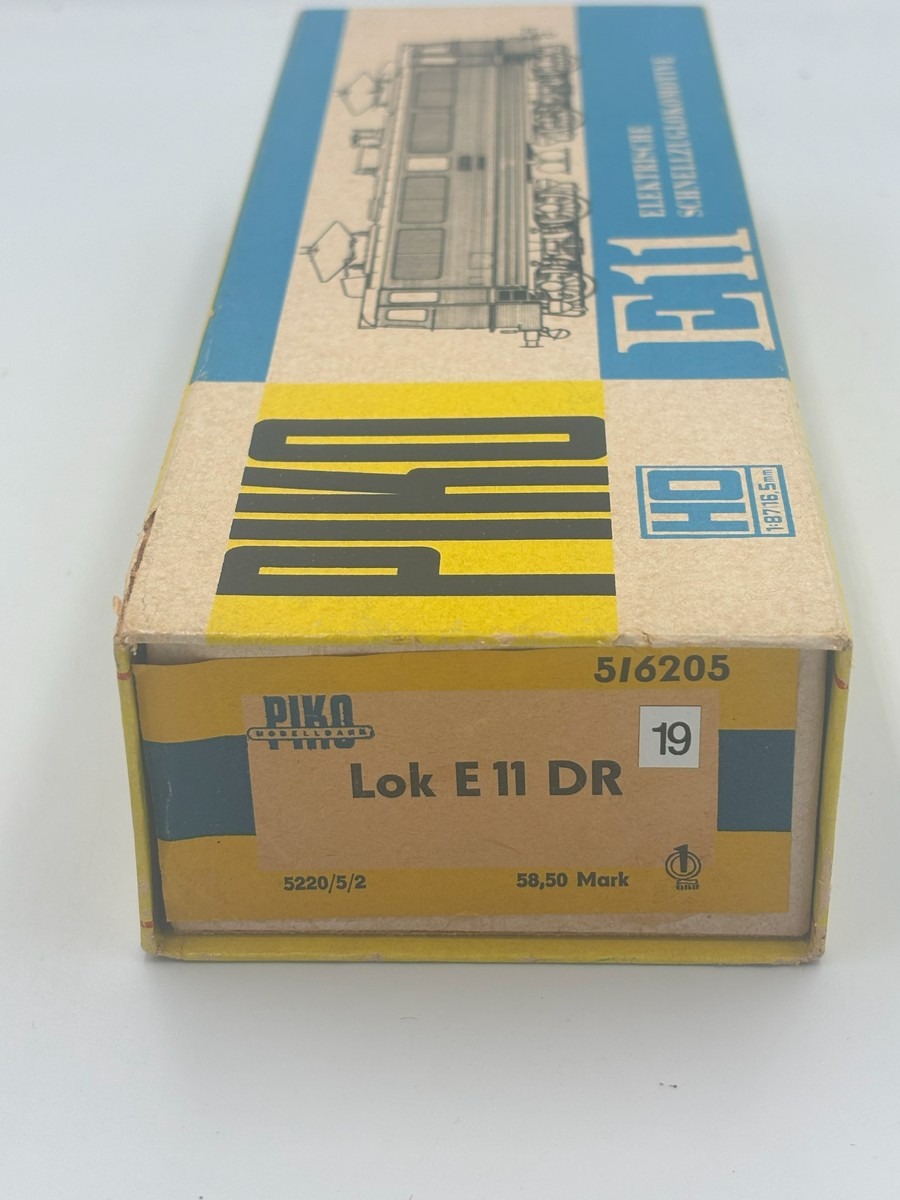 E11
ELEKTRISCHE
SCHNELLZUGLOKOMOTIVE
PIKO
HO
1:87/16,5mm
5/6205
PIKO
MODELLBAHN
19
Lok E 11 DR
5220/5/2
58,50 Mark
1